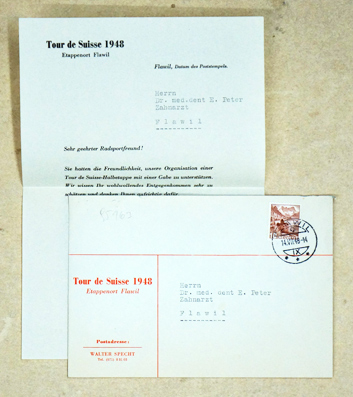 Tour de Suisse 1948
Etappenort Flawil
Flawil, Datum des Poststempels.
Herrn
Dr. med.dent E. Peter
Zahnarzt
Flawil
Sehr geehrter Radsportfreund!
Sie hatten die Freundlichkeit, unsere Organisation einer
Tour de Suisse-Halbetappe mit einer Gabe zu unterstützen.
Wir wissen Ihr wohlwollendes Entgegenkommen sehr zu
schätzen und danken Ihnen aufrichtig dafür.
Tour de Suisse 1948
Etappenort Flawil
Herrn
Dr. med. dent E. Peter
Zahnarzt
Flawil
Postadresse:
WALTER SPECHT